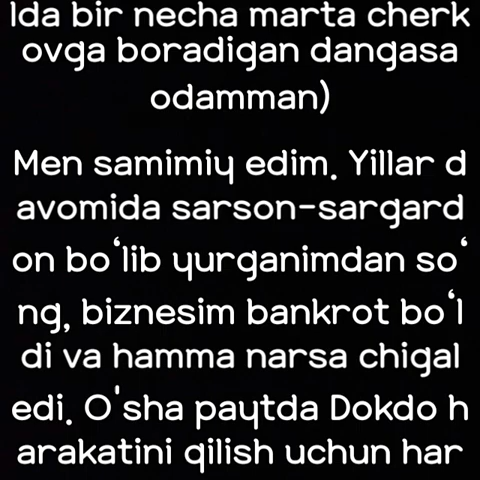 lda bir necha marta cherk
ovga boradigan dangasa
odamman)
Men samimiy edim. Yillar d
avomida sarson-sargard
on bo‘lib yurganimdan so‘
ng, biznesim bankrot bo‘l
di va hamma narsa chigal
edi. O'sha paytda Dokdo h
arakatini qilish uchun har